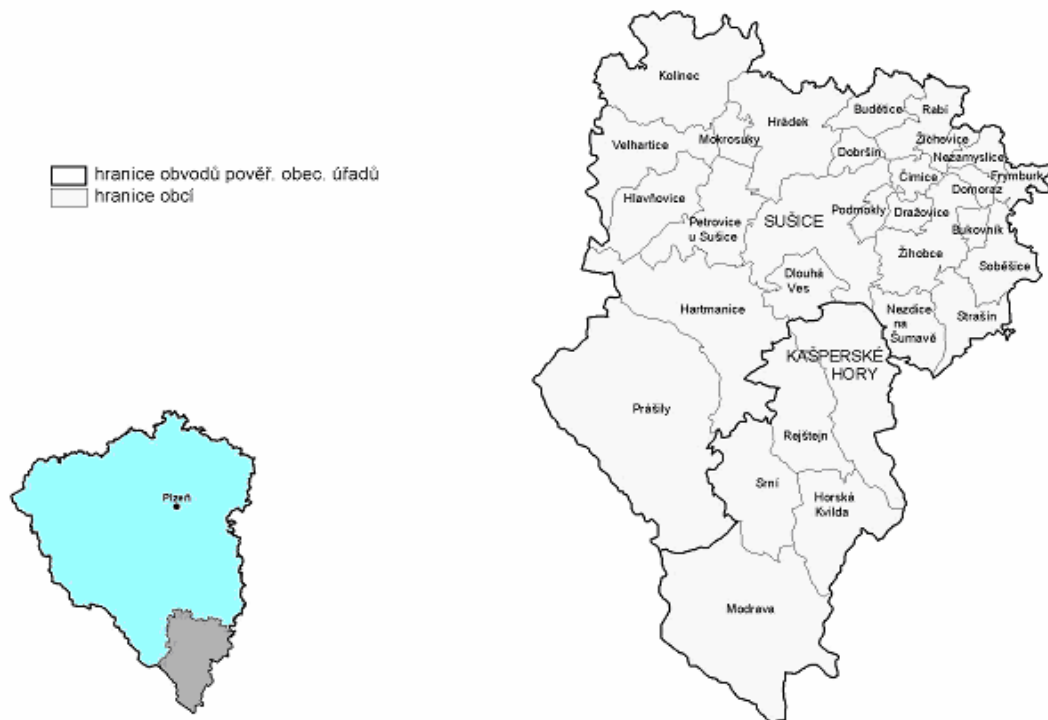 hranice obvodů pověř. obec. úřadů
hranice obcí
Plzeň
Kolinec
Hrádek
Budětice
Rabí
Velhartice
Mokrosuky
Dobršín
Žichovice
Nezamyslice
Frymburk
Čimice
Domoraz
Hlavňovice
Petrovice
u Sušice
SUŠICE
Podmokly
Dražovice
Bukovník
Žihobce
Soběšice
Dlouhá
Ves
Hartmanice
Nezdice
na
Šumavě
Strašín
KAŠPERSKÉ
HORY
Prášily
Rejštejn
Srní
Horská
Kvilda
Modrava